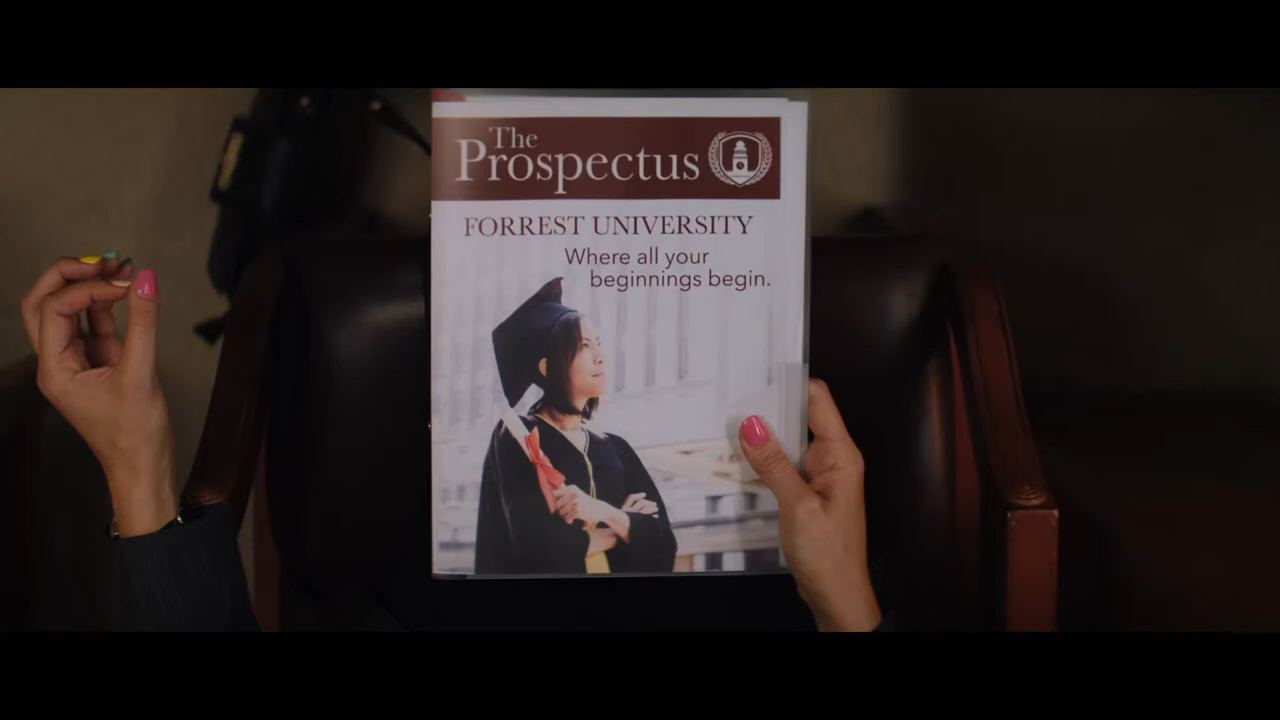 The
Prospectus
FORREST UNIVERSITY
Where all your
beginnings begin.